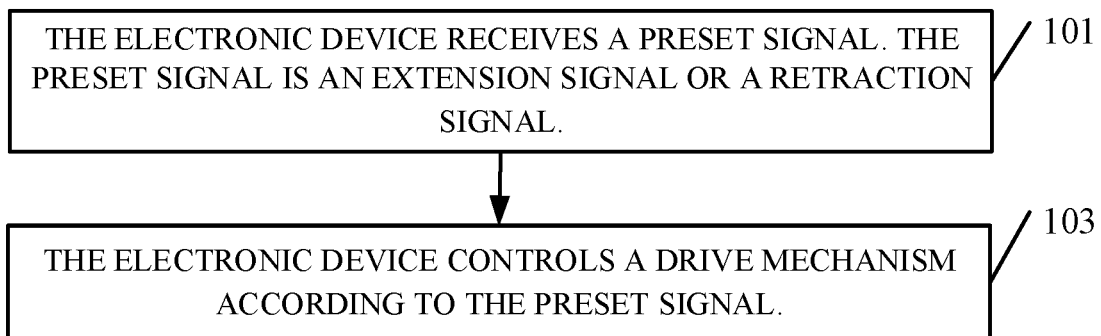 THE ELECTRONIC DEVICE RECEIVES A PRESET SIGNAL. THE
PRESET SIGNAL IS AN EXTENSION SIGNAL OR A RETRACTION
SIGNAL.
101
THE ELECTRONIC DEVICE CONTROLS A DRIVE MECHANISM
ACCORDING TO THE PRESET SIGNAL.
103